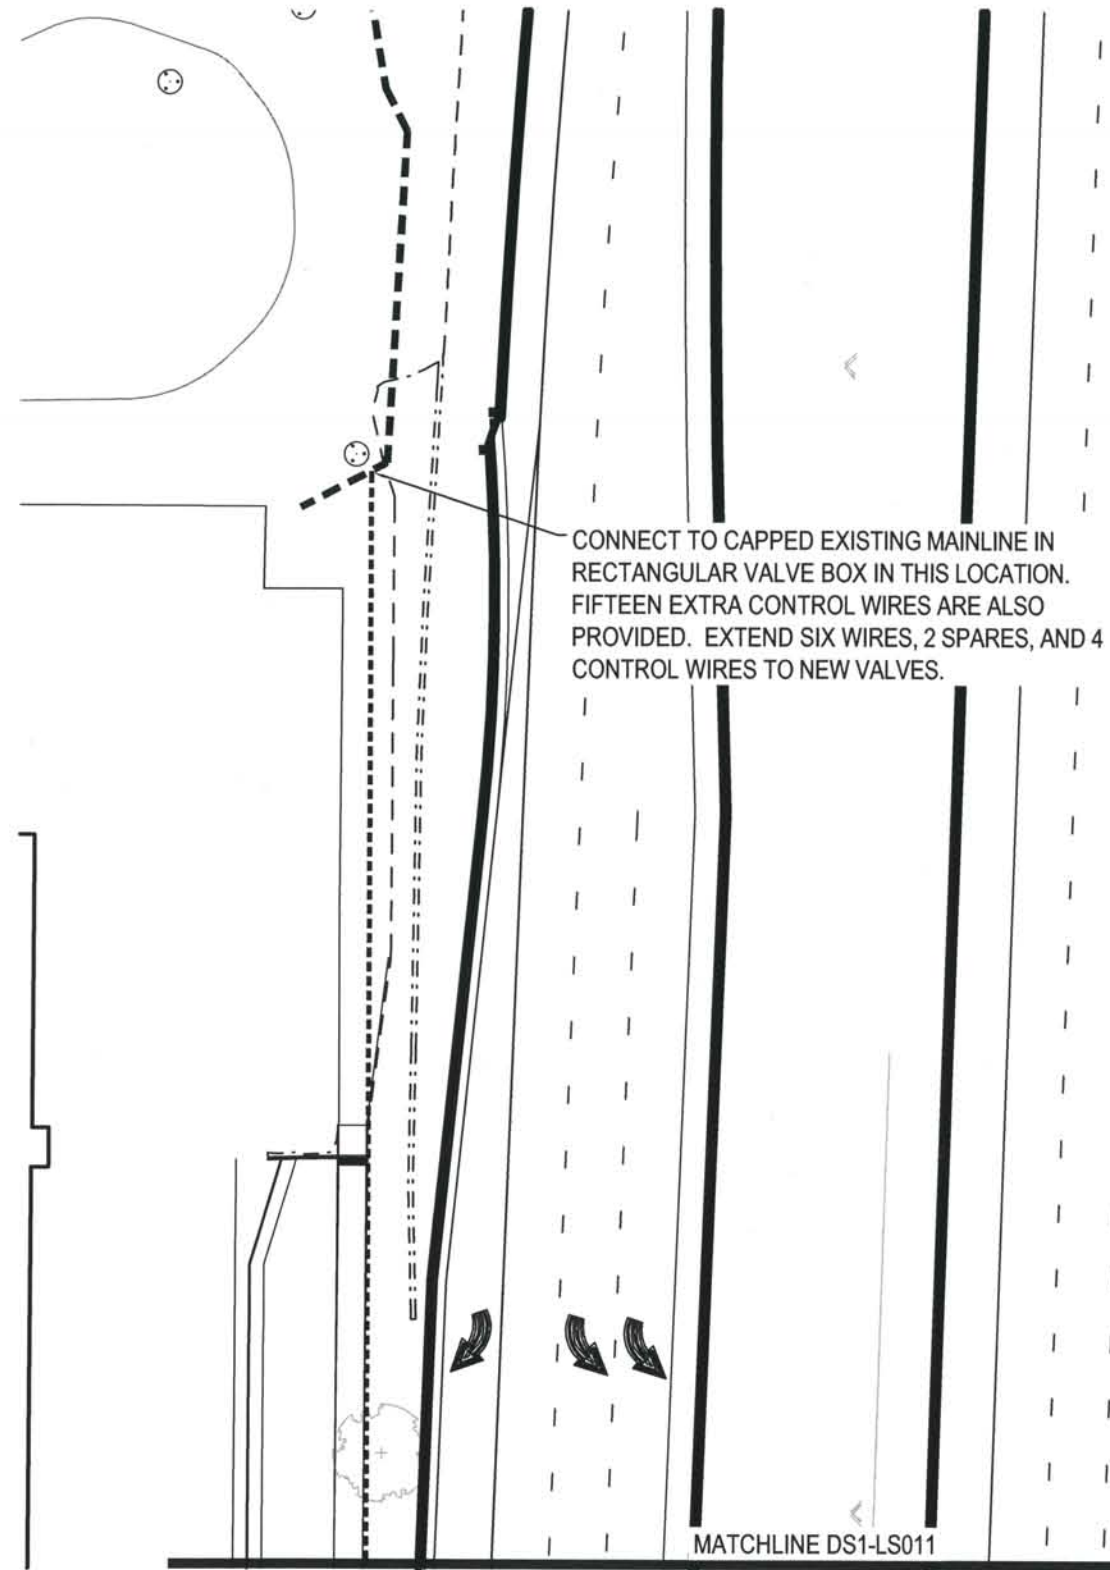 CONNECT TO CAPPED EXISTING MAINLINE IN
RECTANGULAR VALVE BOX IN THIS LOCATION.
FIFTEEN EXTRA CONTROL WIRES ARE ALSO
PROVIDED. EXTEND SIX WIRES, 2 SPARES, AND 4
CONTROL WIRES TO NEW VALVES.
MATCHLINE DS1-LS011